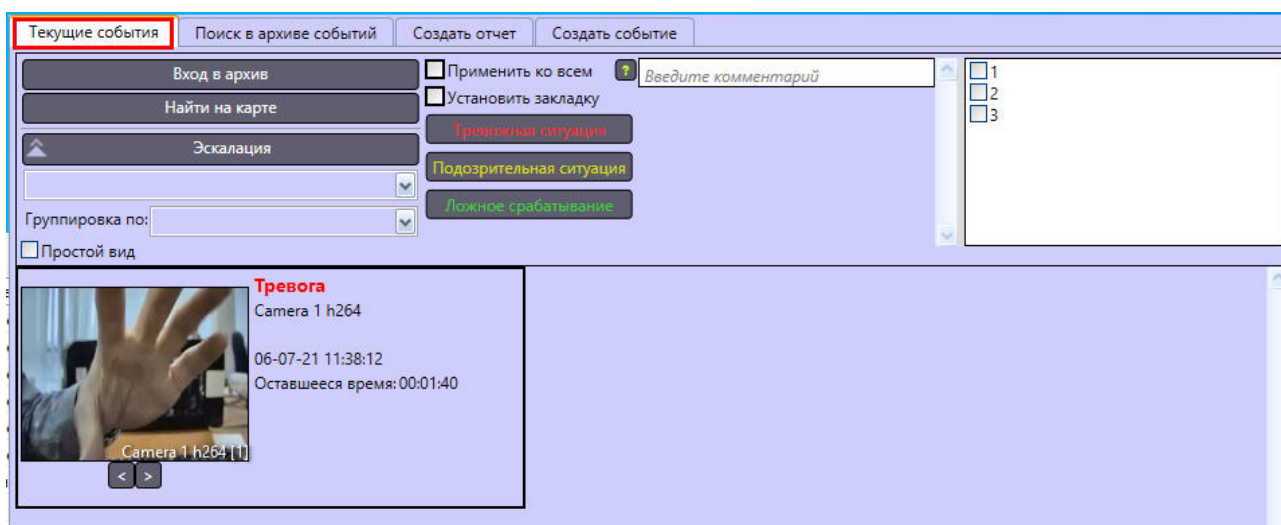 Текущие события
Поиск в архиве событий
Создать отчет
Создать событие
Вход в архив
Найти на карте
Эскалация
Группировка по:
Простой вид
Применить ко всем
?
Введите комментарий
Установить закладку
Тревожная ситуация
Подозрительная ситуация
Ложное срабатывание
1
2
3
Тревога
Camera 1 h264
06-07-21 11:38:12
Оставшееся время: 00:01:40
Camera 1 h264 [1]
< >